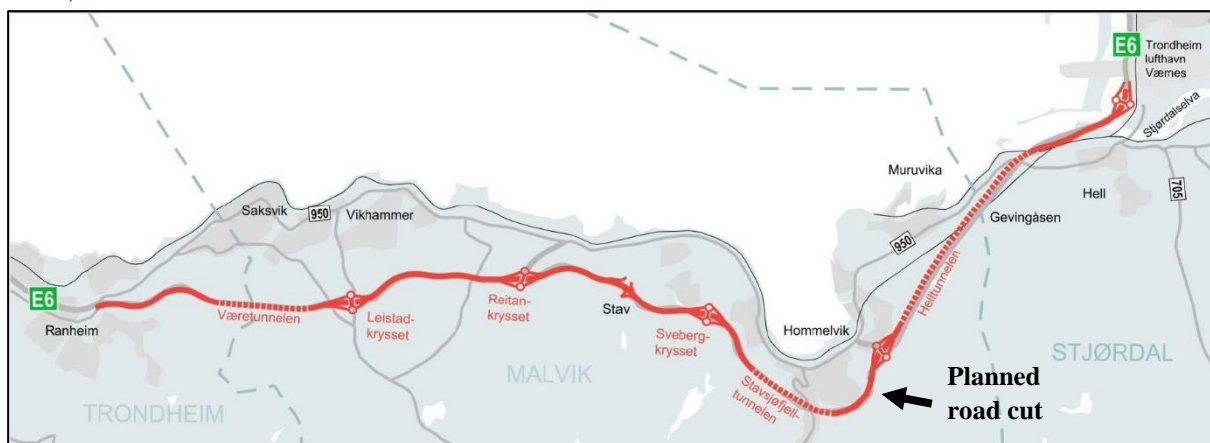 E6
Trondheim
lufthavn
Værnes
Stjørdalselva
Muruvika
Hell
705
Saksvik
950
Vikhammer
Gevingåsen
950
E6
Ranheim
Væretunnelen
Leistad-
krysset
Reitan-
krysset
Stav
Sveberg-
krysset
Hommelvik
Helltunnelen
Stavsjøfjell-
tunnelen
MALVIK
STJØRDAL
TRONDHEIM
Planned
road cut